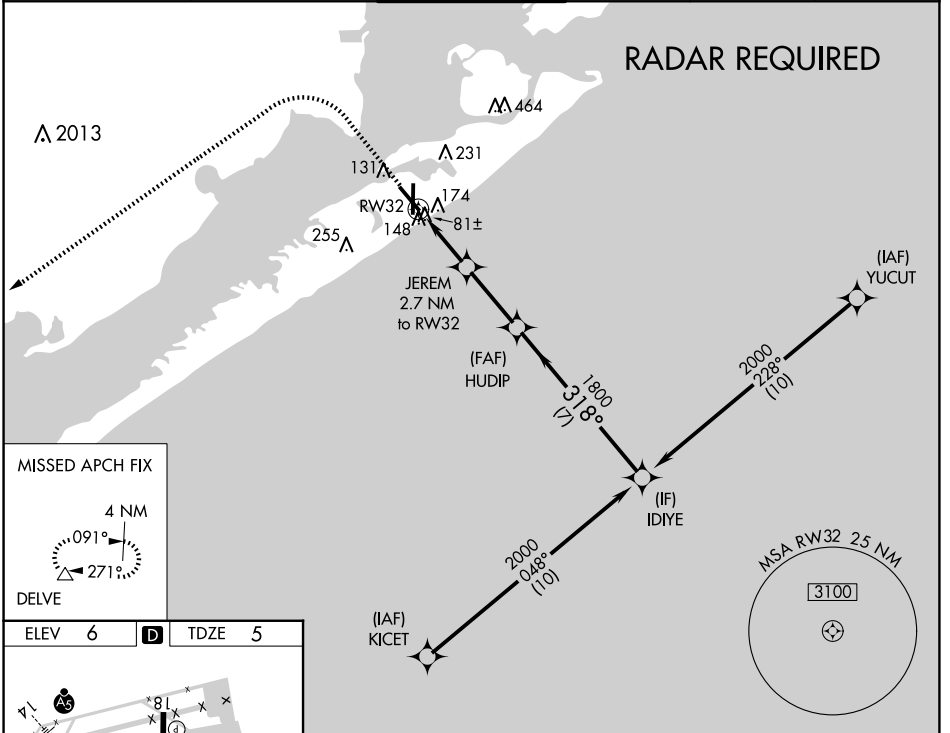 RADAR REQUIRED
2013
464
231
131
174
RW32
148
81±
255
JEREM
2.7 NM
to RW32
(IAF)
YUCUT
(FAF)
HUDIP
2000
228°
(10)
1800
318°
(7)
(IF)
IDIYE
MISSED APCH FIX
4 NM
091°
271°
DELVE
2000
048°
(10)
(IAF)
KICET
MSA RW32 25 NM
3100
ELEV 6 D TDZE 5
A5
14
18
P